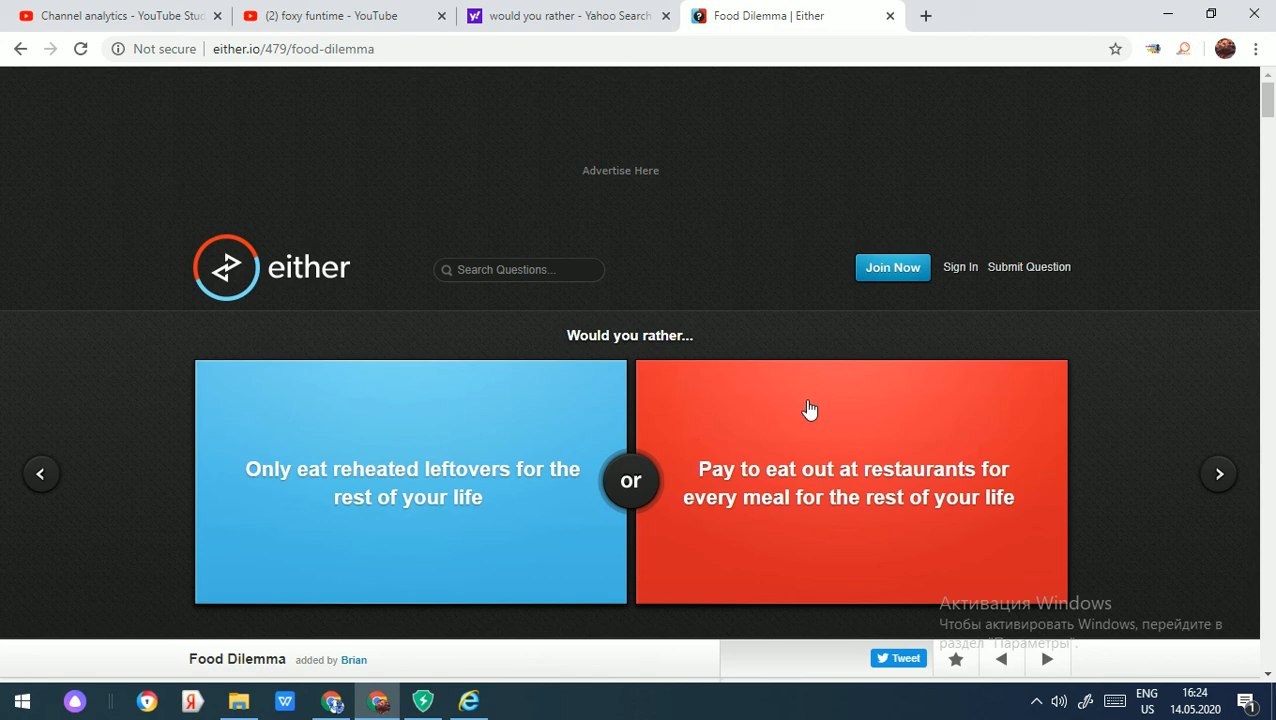 Channel analytics - YouTube Stu
(2) foxy funtime - YouTube
would you rather - Yahoo Search
Food Dilemma | Either
Not secure
either.io/479/food-dilemma
Advertise Here
either
Search Questions...
Join Now
Sign In
Submit Question
Would you rather...
Only eat reheated leftovers for the
rest of your life
or
Pay to eat out at restaurants for
every meal for the rest of your life
Активация Windows
Чтобы активировать Windows, перейдите в
раздел "Параметры".
Food Dilemma added by Brian
Tweet
ENG
US
16:24
14.05.2020
1